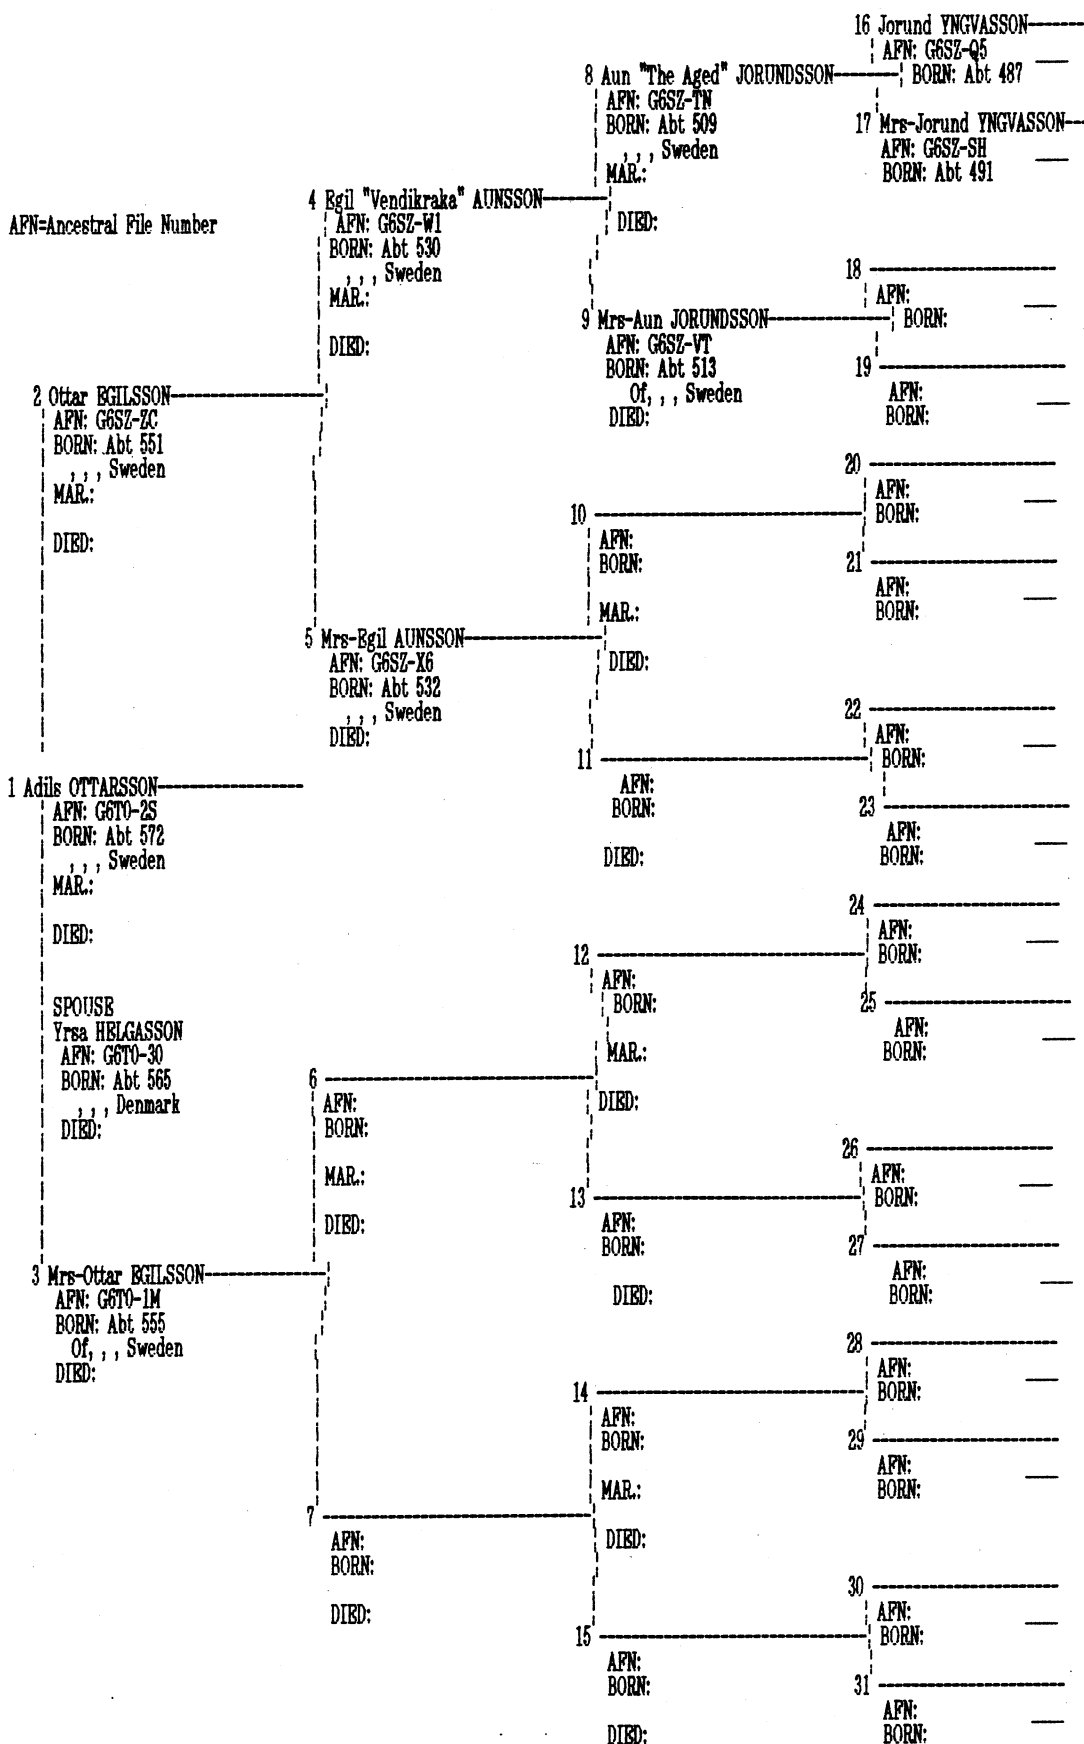 16 Jorund YNGVASSON
AFN: G6SZ-Q5
BORN: Abt 487
8 Aun "The Aged" JORUNDSSON
AFN: G6SZ-TN
BORN: Abt 509
, , , Sweden
MAR.:
DIED:
17 Mrs-Jorund YNGVASSON
AFN: G6SZ-SH
BORN: Abt 491
4 Egil "Vendikraka" AUNSSON
AFN: G6SZ-W1
BORN: Abt 530
, , , Sweden
MAR.:
DIED:
AFN=Ancestral File Number
18
AFN:
BORN:
9 Mrs-Aun JORUNDSSON
AFN: G6SZ-VT
BORN: Abt 513
Of, , , Sweden
DIED:
19
AFN:
BORN:
2 Ottar EGILSSON
AFN: G6SZ-ZC
BORN: Abt 551
, , , Sweden
MAR.:
DIED:
20
AFN:
BORN:
10
AFN:
BORN:
MAR.:
DIED:
21
AFN:
BORN:
5 Mrs-Egil AUNSSON
AFN: G6SZ-X6
BORN: Abt 532
, , , Sweden
DIED:
22
AFN:
BORN:
11
AFN:
BORN:
DIED:
23
AFN:
BORN:
1 Adils OTTARSSON
AFN: G6T0-2S
BORN: Abt 572
, , , Sweden
MAR.:
DIED:
SPOUSE
Yrsa HELGASSON
AFN: G6T0-30
BORN: Abt 565
, , , Denmark
DIED:
24
AFN:
BORN:
12
AFN:
BORN:
MAR.:
DIED:
25
AFN:
BORN:
6
AFN:
BORN:
MAR.:
DIED:
26
AFN:
BORN:
13
AFN:
BORN:
DIED:
27
AFN:
BORN:
3 Mrs-Ottar EGILSSON
AFN: G6T0-1M
BORN: Abt 555
Of, , , Sweden
DIED:
28
AFN:
BORN:
14
AFN:
BORN:
MAR.:
DIED:
29
AFN:
BORN:
7
AFN:
BORN:
DIED:
30
AFN:
BORN:
15
AFN:
BORN:
DIED:
31
AFN:
BORN: